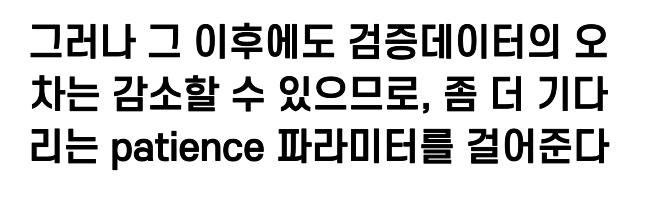 그러나 그 이후에도 검증데이터의 오
차는 감소할 수 있으므로, 좀 더 기다
리는 patience 파라미터를 걸어준다